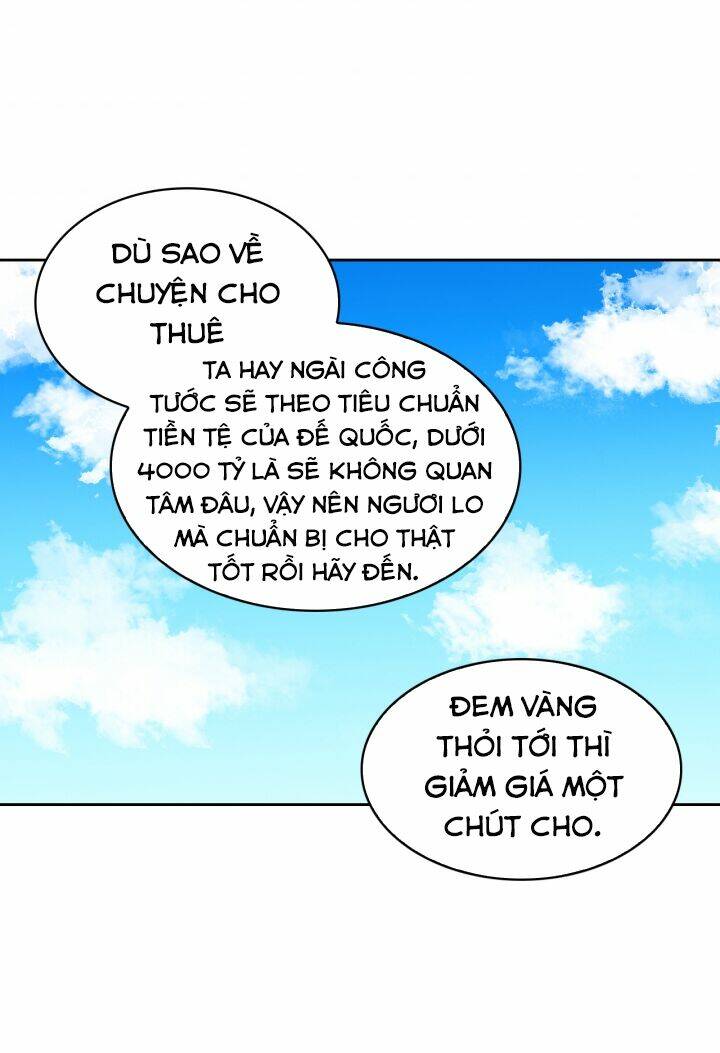 DÙ SAO VỀ
CHUYỆN CHO
THUÊ
TA HAY NGÀI CÔNG
TƯỚC SẼ THEO TIÊU CHUẨN
TIỀN TỆ CỦA ĐẾ QUỐC, DƯỚI
4000 TỶ LÀ SẼ KHÔNG QUAN
TÂM ĐÂU, VẬY NÊN NGƯƠI LO
MÀ CHUẨN BỊ CHO THẬT
TỐT RỒI HÃY ĐẾN.
ĐEM VÀNG
THỎI TỚI THÌ
GIẢM GIÁ MỘT
CHÚT CHO.